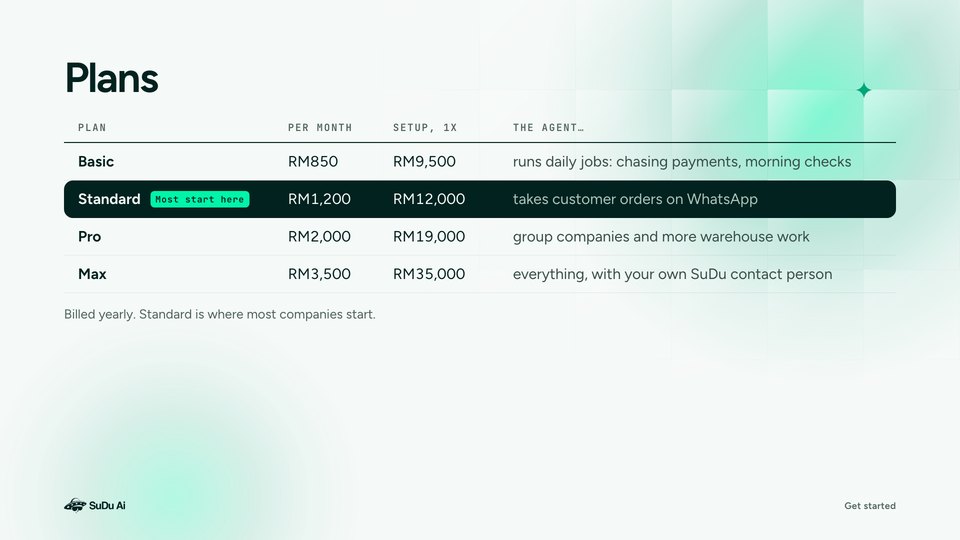 Plans
PLAN PER MONTH SETUP, 1X THE AGENT…
Basic RM850 RM9,500 runs daily jobs: chasing payments, morning checks
Standard Most start here RM1,200 RM12,000 takes customer orders on WhatsApp
Pro RM2,000 RM19,000 group companies and more warehouse work
Max RM3,500 RM35,000 everything, with your own SuDu contact person
Billed yearly. Standard is where most companies start.
SuDu Ai Get started